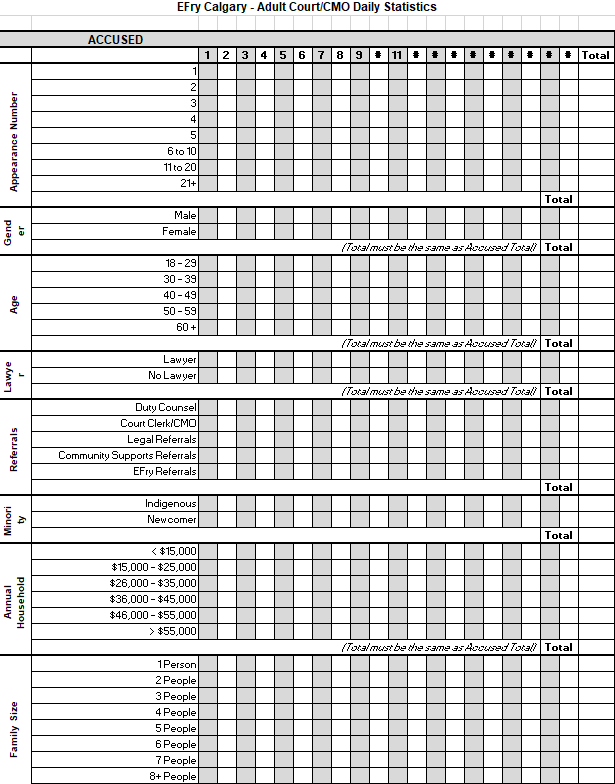 EFry Calgary - Adult Court/CMO Daily Statistics
ACCUSED
1 2 3 4 5 6 7 8 9 # 11 # # # # # # # # # Total
Appearance Number
1
2
3
4
5
6 to 10
11 to 20
21+
Total
Gend
er
Male
Female
(Total must be the same as Accused Total) Total
Age
18 - 29
30 - 39
40 - 49
50 - 59
60 +
(Total must be the same as Accused Total) Total
Lawye
r
Lawyer
No Lawyer
(Total must be the same as Accused Total) Total
Referrals
Duty Counsel
Court Clerk/CMO
Legal Referrals
Community Supports Referrals
EFry Referrals
Total
Minori
ty
Indigenous
Newcomer
Total
Annual
Household
< $15,000
$15,000 - $25,000
$26,000 - $35,000
$36,000 - $45,000
$46,000 - $55,000
> $55,000
(Total must be the same as Accused Total) Total
Family Size
1 Person
2 People
3 People
4 People
5 People
6 People
7 People
8+ People